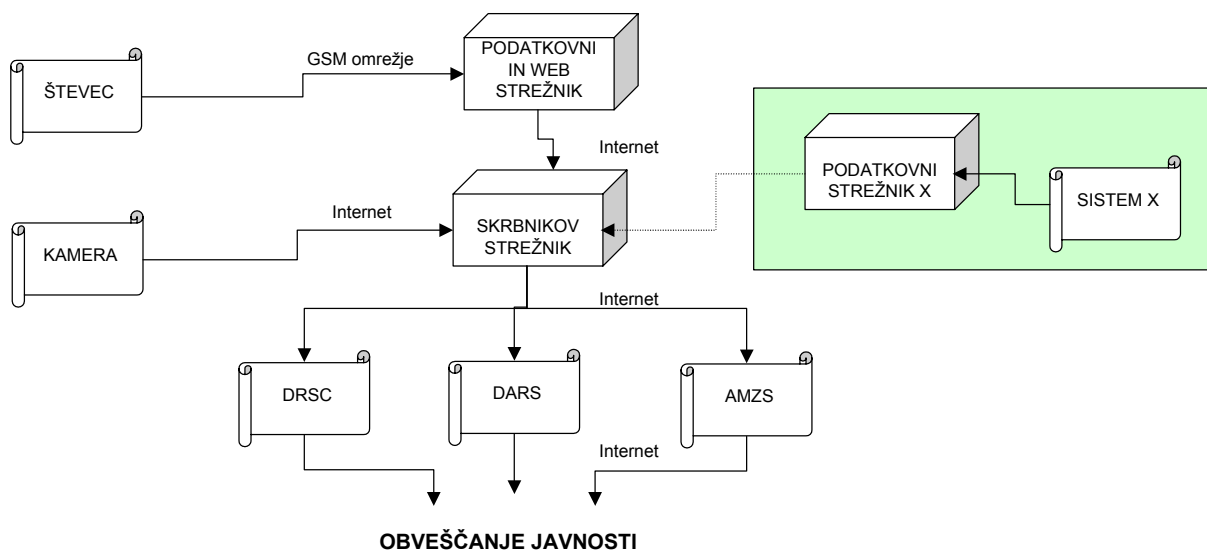 GSM omrežje
PODATKOVNI
IN WEB
STREŽNIK
ŠTEVEC
Internet
PODATKOVNI
STREŽNIK X
SISTEM X
Internet
SKRBNIKOV
STREŽNIK
KAMERA
Internet
DRSC
DARS
AMZS
Internet
OBVEŠČANJE JAVNOSTI